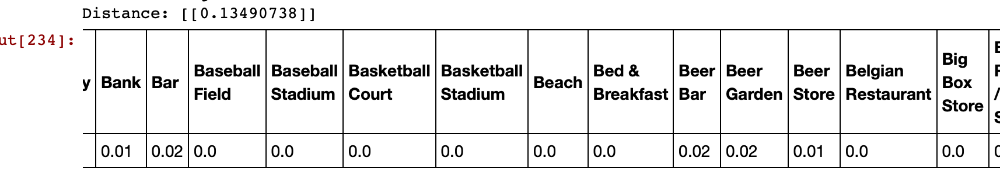 Distance: [[0.13490738]]
ut[234]:
y Bank Bar Baseball Field Baseball Stadium Basketball Court Basketball Stadium Beach Bed & Breakfast Beer Bar Beer Garden Beer Store Belgian Restaurant Big Box Store
0.01 0.02 0.0 0.0 0.0 0.0 0.0 0.0 0.02 0.02 0.01 0.0 0.0